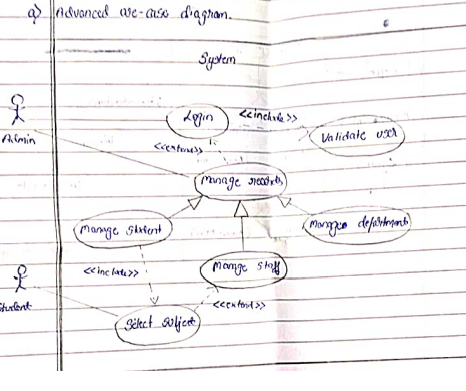 a) Advanced use-case diagram.
System
Login
<<include>>
Validate user
Admin
<<extend>>
Manage records
Manage student
Manage departments
<<include>>
Manage staff
Student
<<extend>>
Select subject